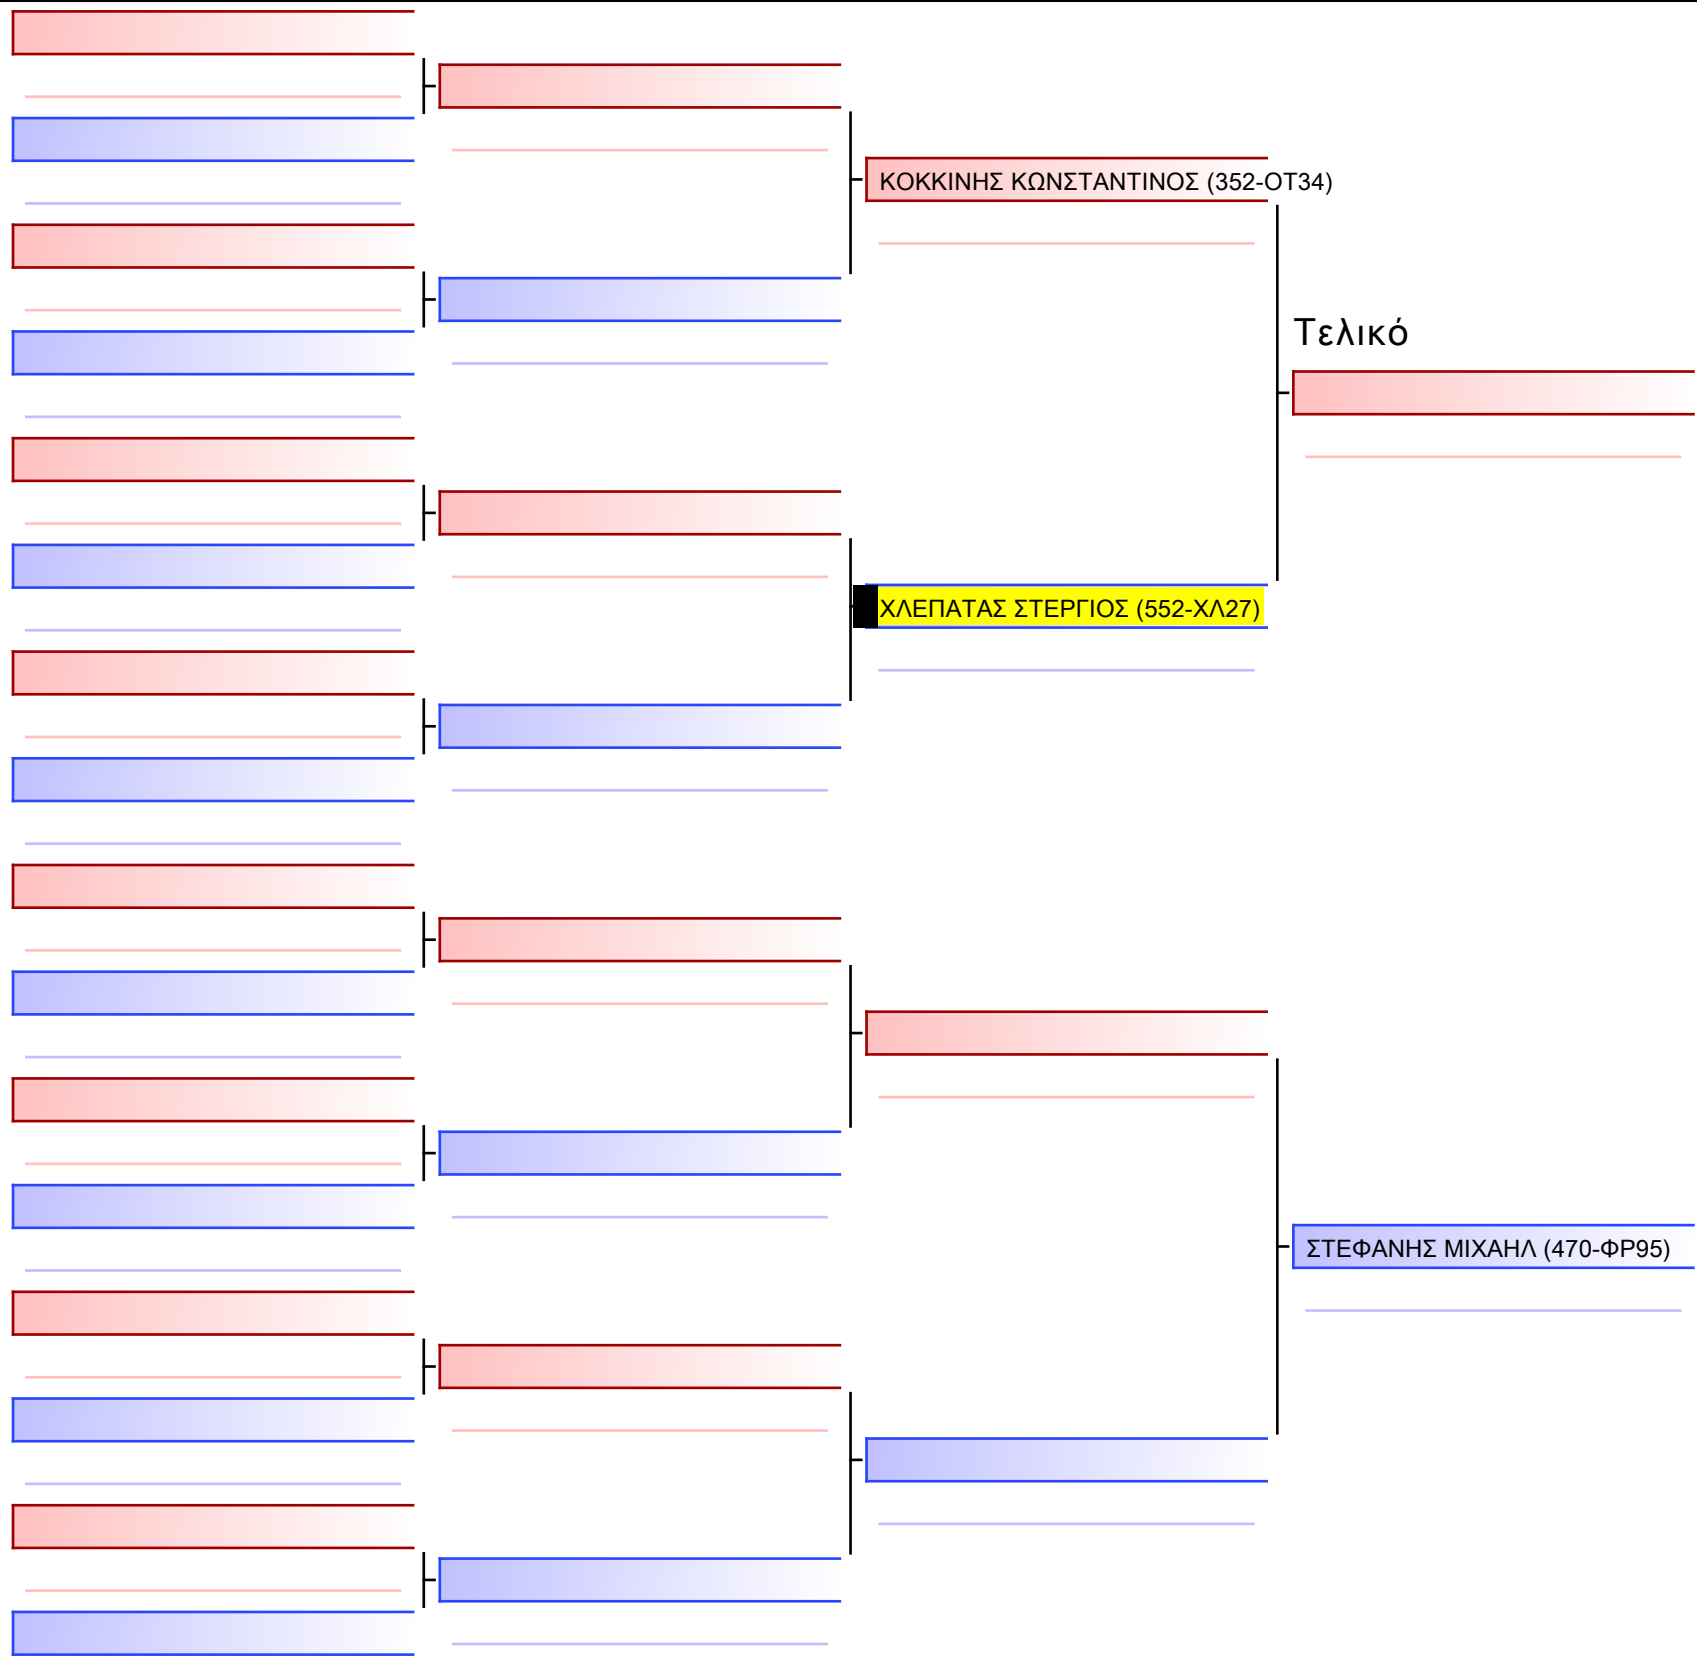 ΚΟΚΚΙΝΗΣ ΚΩΝΣΤΑΝΤΙΝΟΣ (352-ΟΤ34)
Τελικό
ΧΛΕΠΑΤΑΣ ΣΤΕΡΓΙΟΣ (552-ΧΛ27)
ΣΤΕΦΑΝΗΣ ΜΙΧΑΗΛ (470-ΦΡ95)